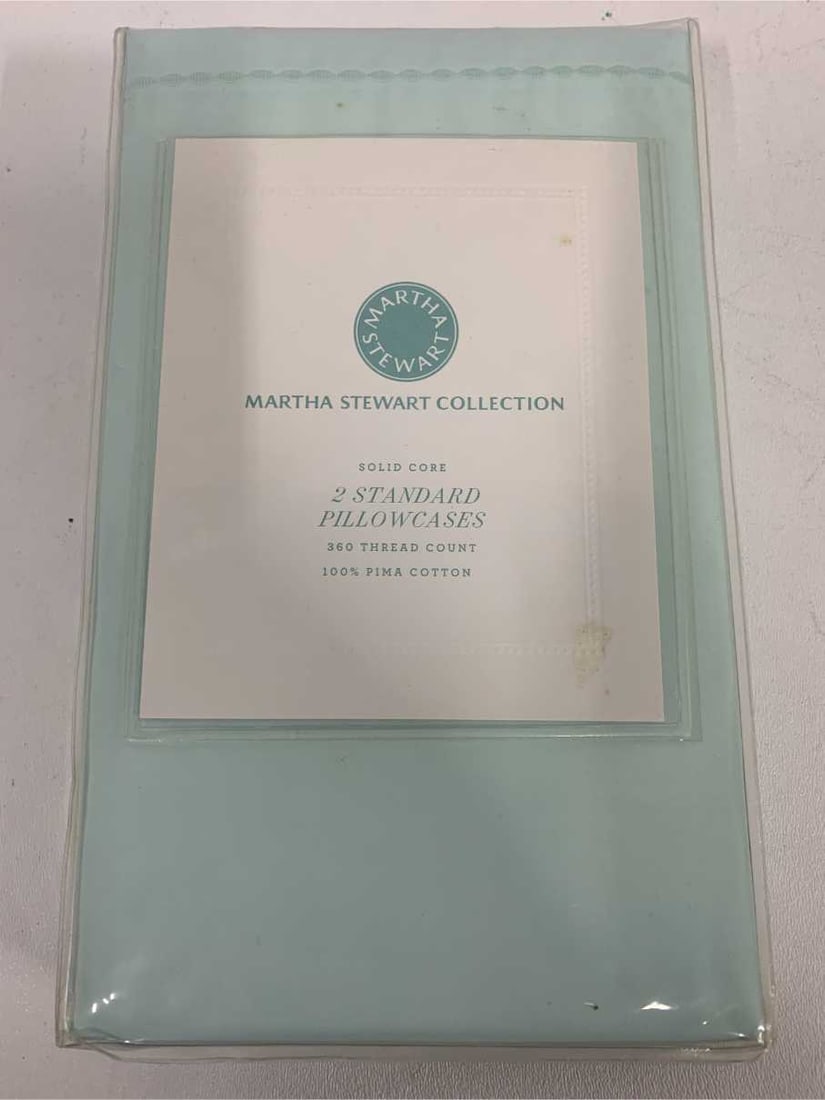 MARTHA
STEWART
MARTHA STEWART COLLECTION
SOLID CORE
2 STANDARD
PILLOWCASES
360 THREAD COUNT
100% PIMA COTTON